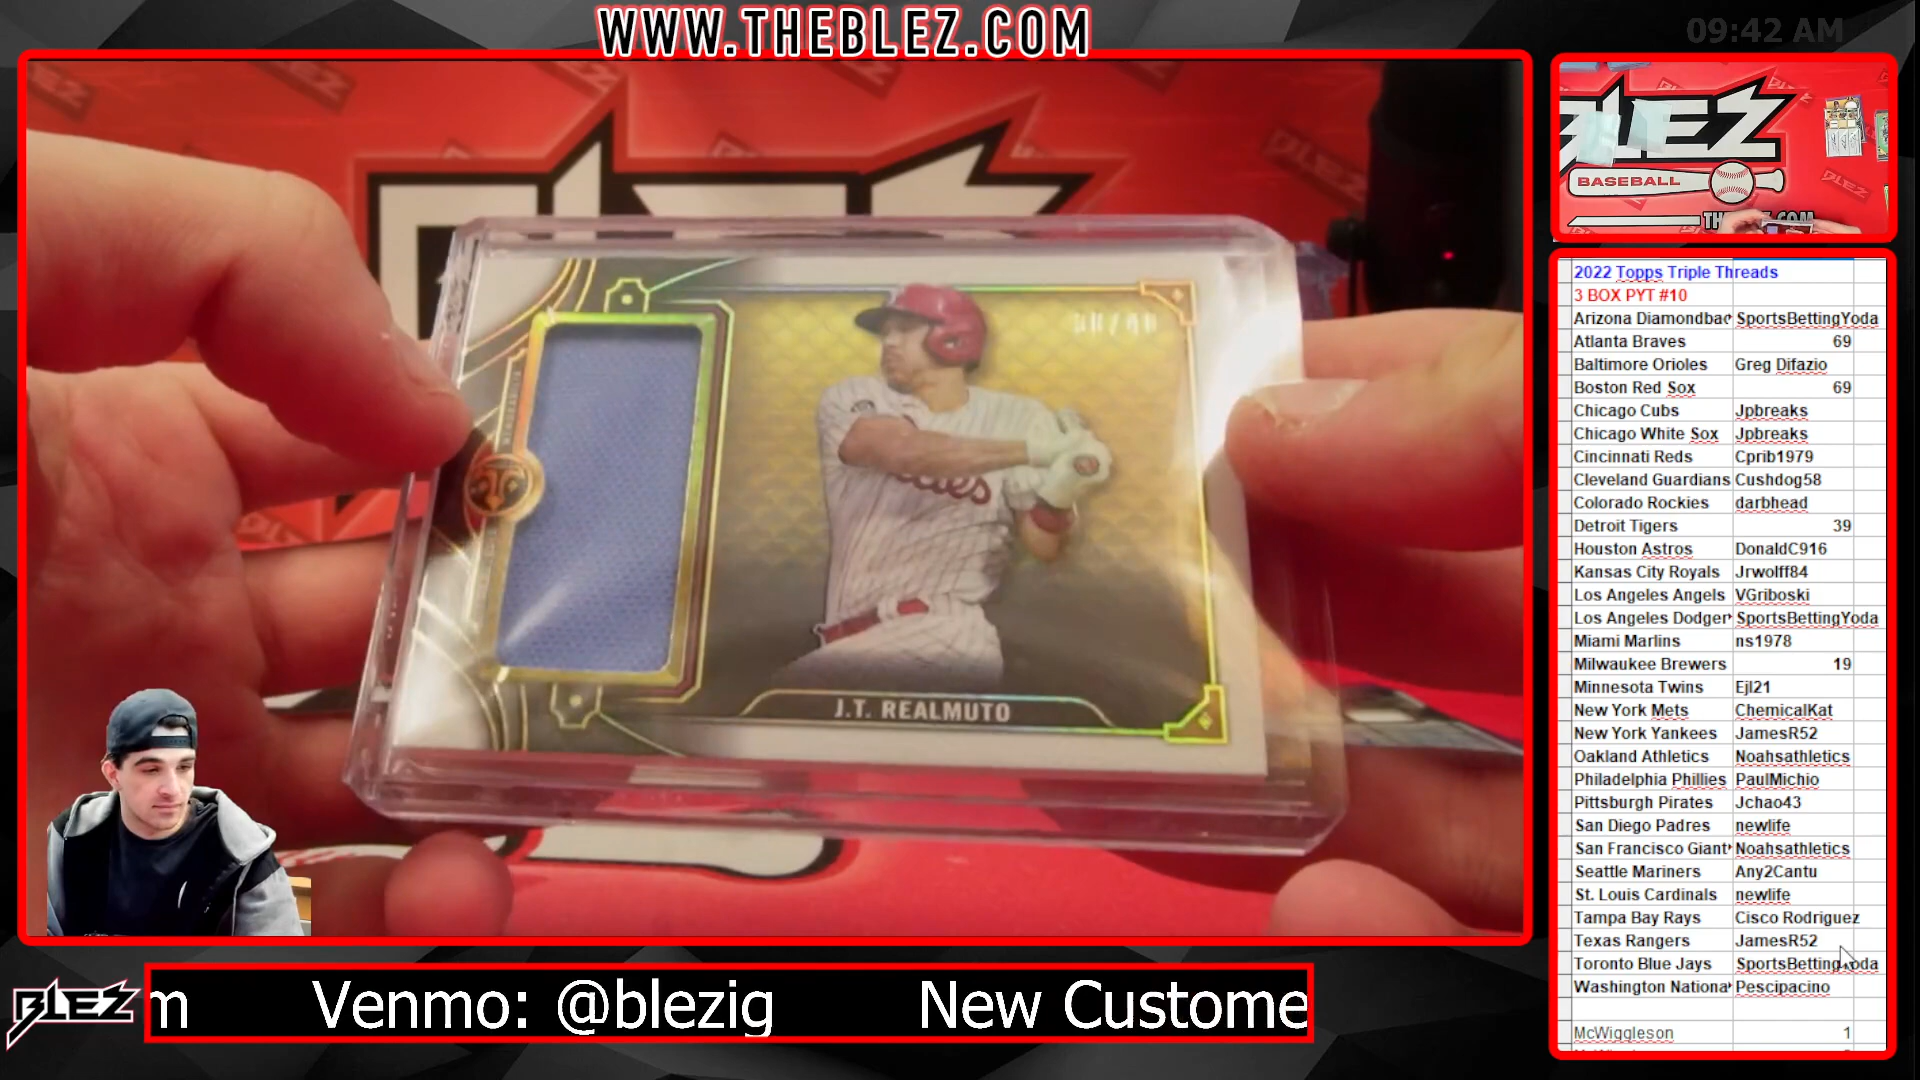 WWW.THEBLEZ.COM
09:42 AM
J.T. REALMUTO
BLEZ
BASEBALL
BLEZ
2022 Topps Triple Threads
3 BOX PYT #10
Arizona Diamondbac SportsBettingYoda
Atlanta Braves 69
Baltimore Orioles Greg Difazio
Boston Red Sox 69
Chicago Cubs Jpbreaks
Chicago White Sox Jpbreaks
Cincinnati Reds Cprib1979
Cleveland Guardians Cushdog58
Colorado Rockies darbhead
Detroit Tigers 39
Houston Astros DonaldC916
Kansas City Royals Jrwolff84
Los Angeles Angels VGriboski
Los Angeles Dodger SportsBettingYoda
Miami Marlins ns1978
Milwaukee Brewers 19
Minnesota Twins Ejl21
New York Mets ChemicalKat
New York Yankees JamesR52
Oakland Athletics Noahsathletics
Philadelphia Phillies PaulMichio
Pittsburgh Pirates Jchao43
San Diego Padres newlife
San Francisco Giant Noahsathletics
Seattle Mariners Any2Cantu
St. Louis Cardinals newlife
Tampa Bay Rays Cisco Rodriguez
Texas Rangers JamesR52
Toronto Blue Jays SportsBettingYoda
Washington Nationa Pescipacino
McWiggleson 1
BLEZ
m Venmo: @blezig New Custome